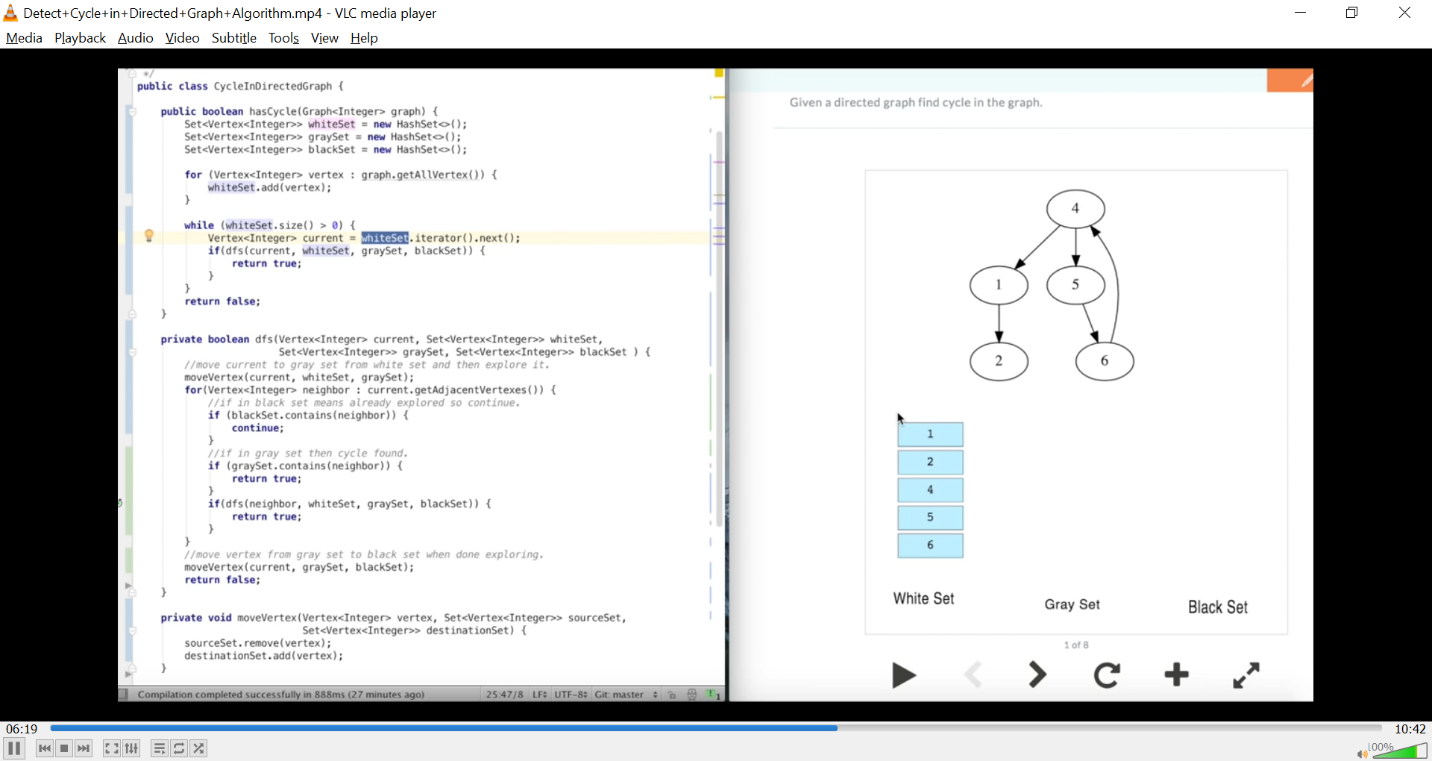 Detect+Cycle+in+Directed+Graph+Algorithm.mp4 - VLC media player
Media Playback Audio Video Subtitle Tools View Help
*/
public class CycleInDirectedGraph {
public boolean hasCycle(Graph<Integer> graph) {
Set<Vertex<Integer>> whiteSet = new HashSet<>();
Set<Vertex<Integer>> graySet = new HashSet<>();
Set<Vertex<Integer>> blackSet = new HashSet<>();
for (Vertex<Integer> vertex : graph.getAllVertex()) {
whiteSet.add(vertex);
}
while (whiteSet.size() > 0) {
Vertex<Integer> current = whiteSet.iterator().next();
if(dfs(current, whiteSet, graySet, blackSet)) {
return true;
}
}
return false;
}
private boolean dfs(Vertex<Integer> current, Set<Vertex<Integer>> whiteSet,
Set<Vertex<Integer>> graySet, Set<Vertex<Integer>> blackSet ) {
//move current to gray set from white set and then explore it.
moveVertex(current, whiteSet, graySet);
for(Vertex<Integer> neighbor : current.getAdjacentVertexes()) {
//if in black set means already explored so continue.
if (blackSet.contains(neighbor)) {
continue;
}
//if in gray set then cycle found.
if (graySet.contains(neighbor)) {
return true;
}
if(dfs(neighbor, whiteSet, graySet, blackSet)) {
return true;
}
}
//move vertex from gray set to black set when done exploring.
moveVertex(current, graySet, blackSet);
return false;
}
private void moveVertex(Vertex<Integer> vertex, Set<Vertex<Integer>> sourceSet,
Set<Vertex<Integer>> destinationSet) {
sourceSet.remove(vertex);
destinationSet.add(vertex);
}
Compilation completed successfully in 888ms (27 minutes ago) 25:47/8 LF UTF-8 Git: master
Given a directed graph find cycle in the graph.
4
1 5
2 6
1
2
4
5
6
White Set Gray Set Black Set
1 of 8
06:19 10:42
100%